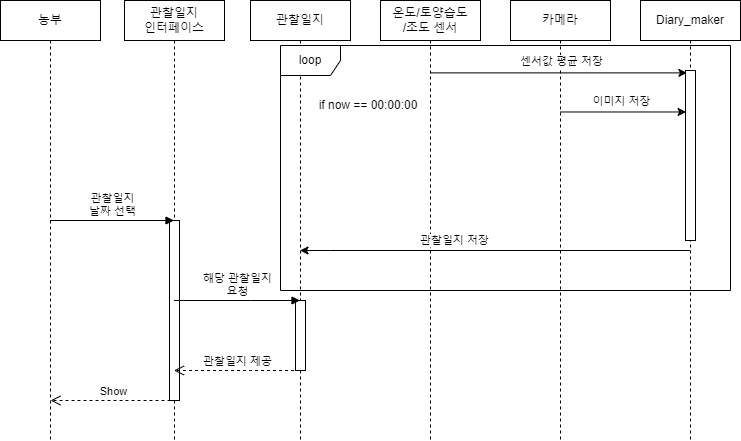 농부
관찰일지
인터페이스
관찰일지
온도/토양습도
/조도 센서
카메라
Diary_maker
loop
센서값 평균 저장
if now == 00:00:00
이미지 저장
관찰일지
날짜 선택
관찰일지 저장
해당 관찰일지
요청
관찰일지 제공
Show